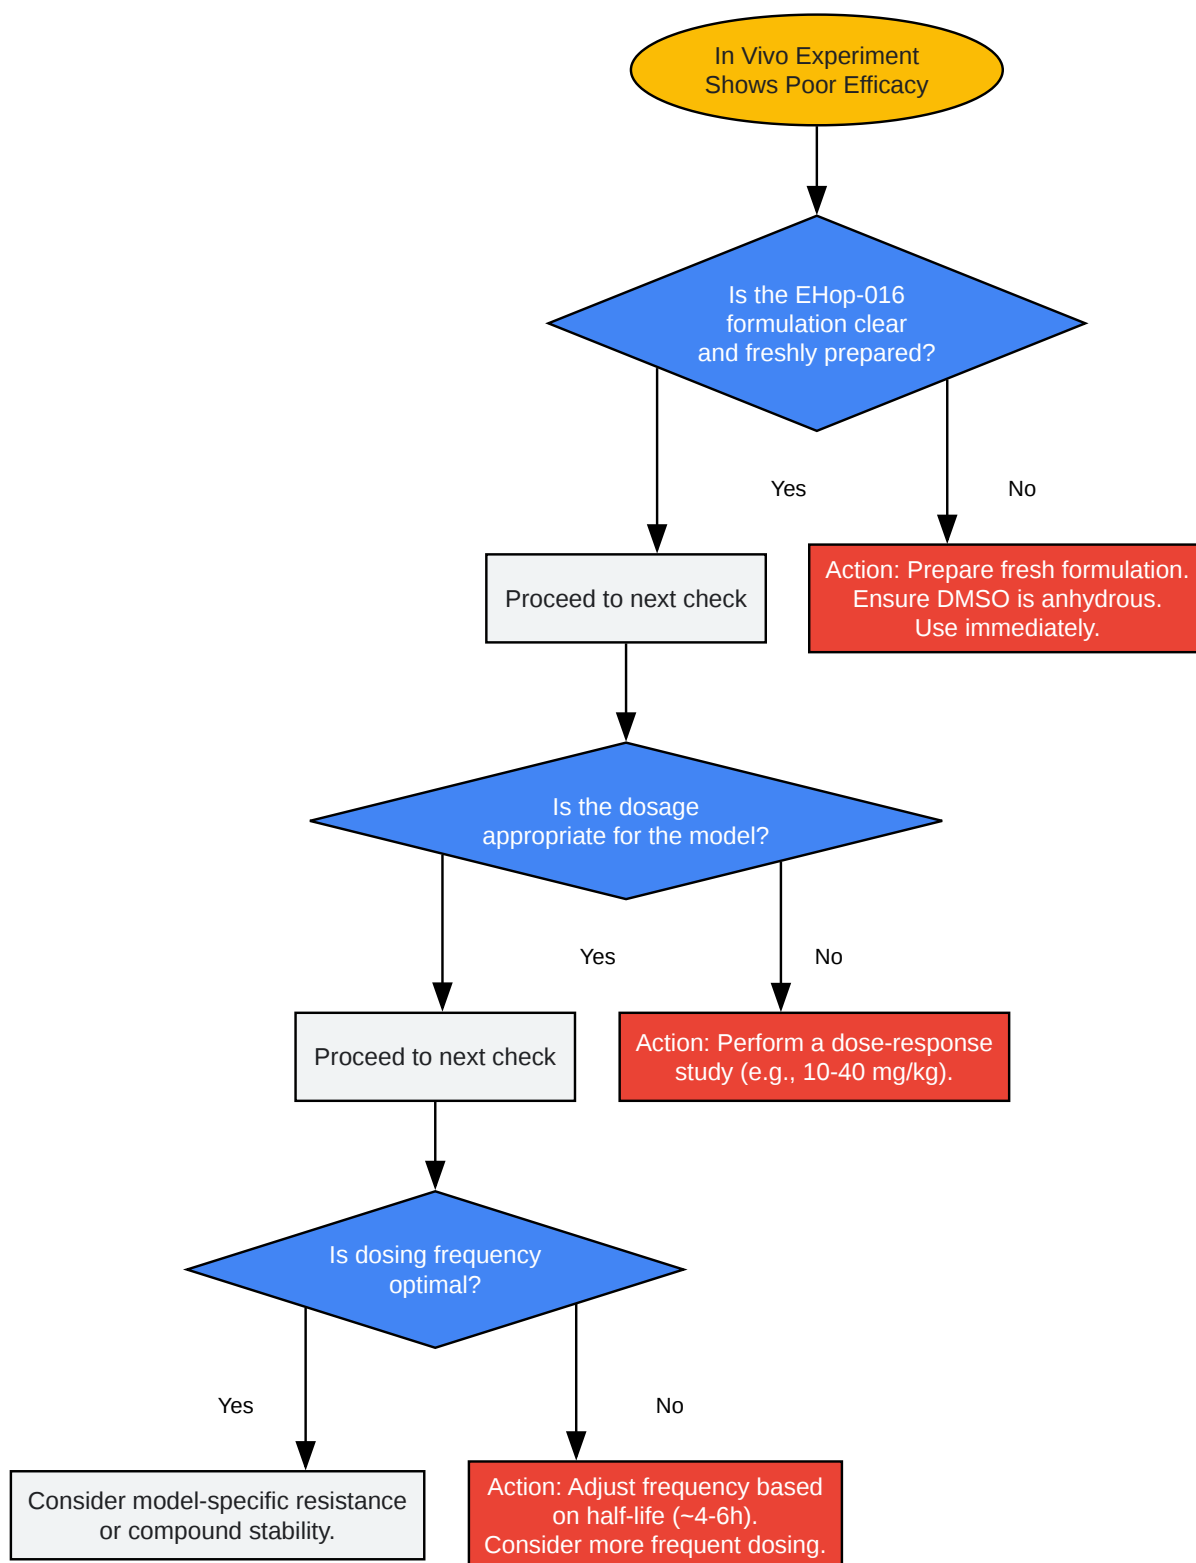 In Vivo Experiment
Shows Poor Efficacy
Is the EHop-016
formulation clear
and freshly prepared?
Yes
No
Proceed to next check
Action: Prepare fresh formulation.
Ensure DMSO is anhydrous.
Use immediately.
Is the dosage
appropriate for the model?
Yes
No
Proceed to next check
Action: Perform a dose-response
study (e.g., 10-40 mg/kg).
Is dosing frequency
optimal?
Yes
No
Consider model-specific resistance
or compound stability.
Action: Adjust frequency based
on half-life (~4-6h).
Consider more frequent dosing.